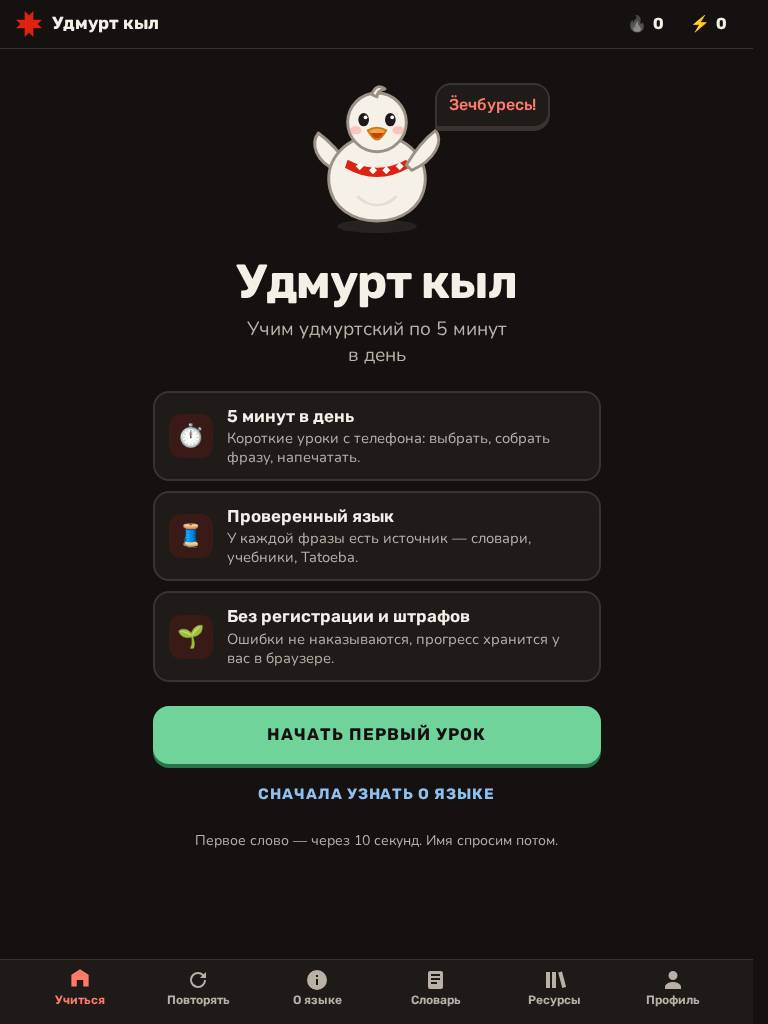 Удмурт кыл
0
0
Ӟечбуресь!
Удмурт кыл
Учим удмуртский по 5 минут
в день
5 минут в день
Короткие уроки с телефона: выбрать, собрать
фразу, напечатать.
Проверенный язык
У каждой фразы есть источник — словари,
учебники, Tatoeba.
Без регистрации и штрафов
Ошибки не наказываются, прогресс хранится у
вас в браузере.
НАЧАТЬ ПЕРВЫЙ УРОК
СНАЧАЛА УЗНАТЬ О ЯЗЫКЕ
Первое слово — через 10 секунд. Имя спросим потом.
Учиться
Повторять
О языке
Словарь
Ресурсы
Профиль